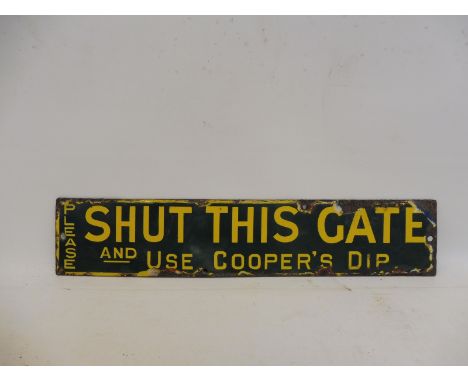 PLEASE
SHUT THIS GATE
AND USE COOPER'S DIP.